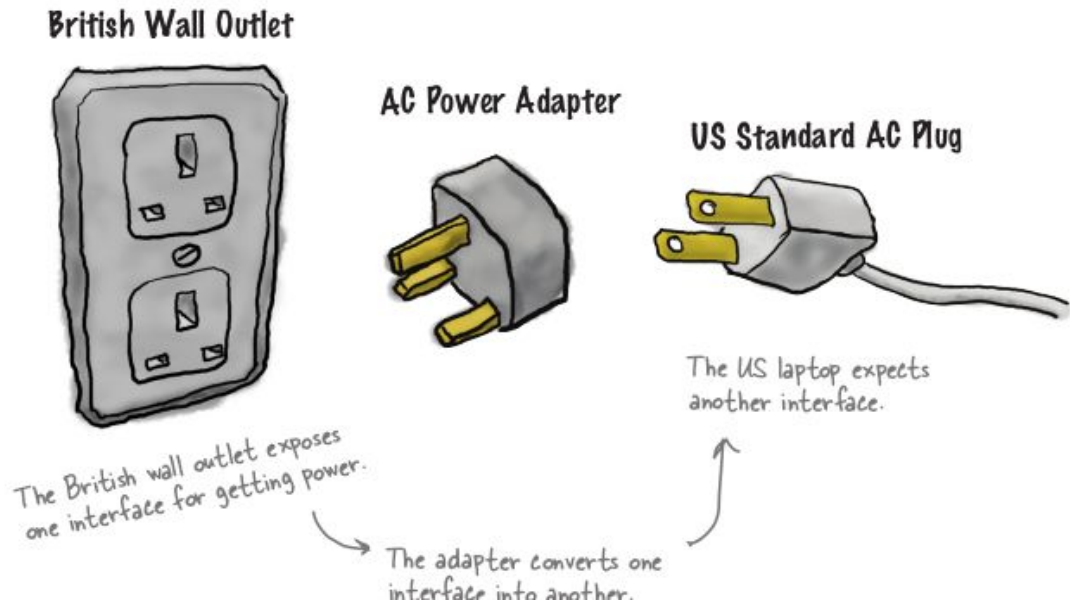 British Wall Outlet
AC Power Adapter
US Standard AC Plug
The US laptop expects
another interface.
The British wall outlet exposes
one interface for getting power.
The adapter converts one
interface into another.